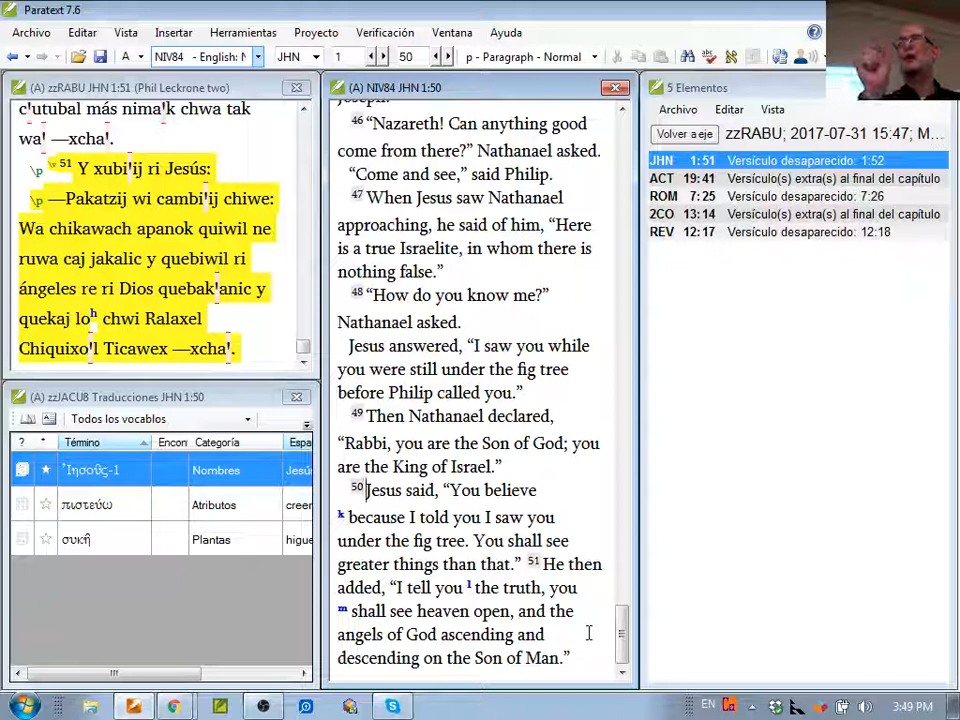 Paratext 7.6
Archivo Editar Vista Insertar Herramientas Proyecto Verificación Ventana Ayuda
A NIV84 - English: N JHN 1 50 p - Paragraph - Normal
(A) zzRABU JHN 1:51 (Phil Leckrone two)
c'utubal más nima'k chwa tak
wa' —xcha'.
\p \v 51 Y xubi'ij ri Jesús:
\p —Pakatzij wi cambi'ij chiwe:
Wa chikawach apanok quiwil ne
ruwa caj jakalic y quebiwil ri
ángeles re ri Dios quebak'anic y
quekaj lo h chwi Ralaxel
Chiquixo'l Ticawex —xcha'.
(A) zzJACU8 Traducciones JHN 1:50
Todos los vocablos
? * Término Encon Categoría Espa
Ἰησοῦς-1 Nombres Jesús
πιστεύω Atributos creer
συκῆ Plantas higue
(A) NIV84 JHN 1:50
46 “Nazareth! Can anything good
come from there?” Nathanael asked.
“Come and see,” said Philip.
47 When Jesus saw Nathanael
approaching, he said of him, “Here
is a true Israelite, in whom there is
nothing false.”
48 “How do you know me?”
Nathanael asked.
Jesus answered, “I saw you while
you were still under the fig tree
before Philip called you.”
49 Then Nathanael declared,
“Rabbi, you are the Son of God; you
are the King of Israel.”
50 Jesus said, “You believe
k because I told you I saw you
under the fig tree. You shall see
greater things than that.” 51 He then
added, “I tell you l the truth, you
m shall see heaven open, and the
angels of God ascending and
descending on the Son of Man.”
5 Elementos
Archivo Editar Vista
Volver a eje zzRABU; 2017-07-31 15:47; M...
JHN 1:51 Versículo desaparecido: 1:52
ACT 19:41 Versículo(s) extra(s) al final del capítulo
ROM 7:25 Versículo desaparecido: 7:26
2CO 13:14 Versículo(s) extra(s) al final del capítulo
REV 12:17 Versículo desaparecido: 12:18
EN 3:49 PM